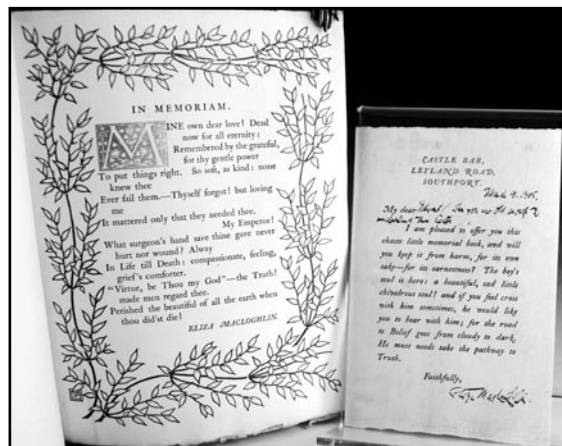 IN MEMORIAM.
MINE own dear love! Dead
now for all eternity:
Remembered by the grateful,
for thy gentle power
To put things right. So soft, as kind: none
knew thee
Ever fail them.—Thyself forgot! but loving
me
It mattered only that they needed thee.
My Emperor!
What surgeon's hand save thine gave never
hurt nor wound? Alway
In Life till Death: compassionate, feeling,
grief's comforter.
"Virtue, be Thou my God"—the Truth!
made men regard thee.
Perished the beautiful of all the earth when
thou did'st die!
ELIZA MACLOGHLIN.
CASTLE BAR,
LEYLAND ROAD,
SOUTHPORT.
My dear
I am pleased to offer you this
chaste little memorial book, and will
you keep it from harm, for its own
sake—for its earnestness? The boy's
soul is here: a beautiful, sad little
chivalrous soul! and if you feel cross
with him sometimes, he would like
you to bear with him; for the road
to Belief goes from cloudy to dark.
He must needs take the pathway to
Truth.
Faithfully,